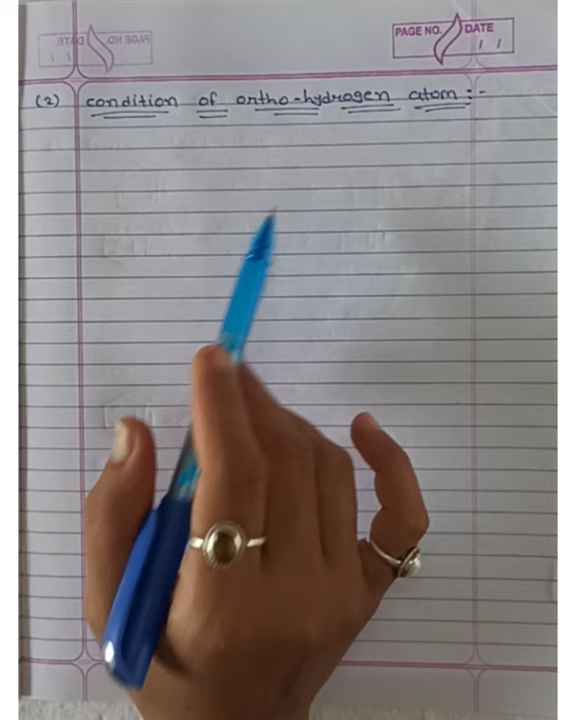 PAGE NO. DATE
/ /
(2) condition of ortho-hydrogen atom :-